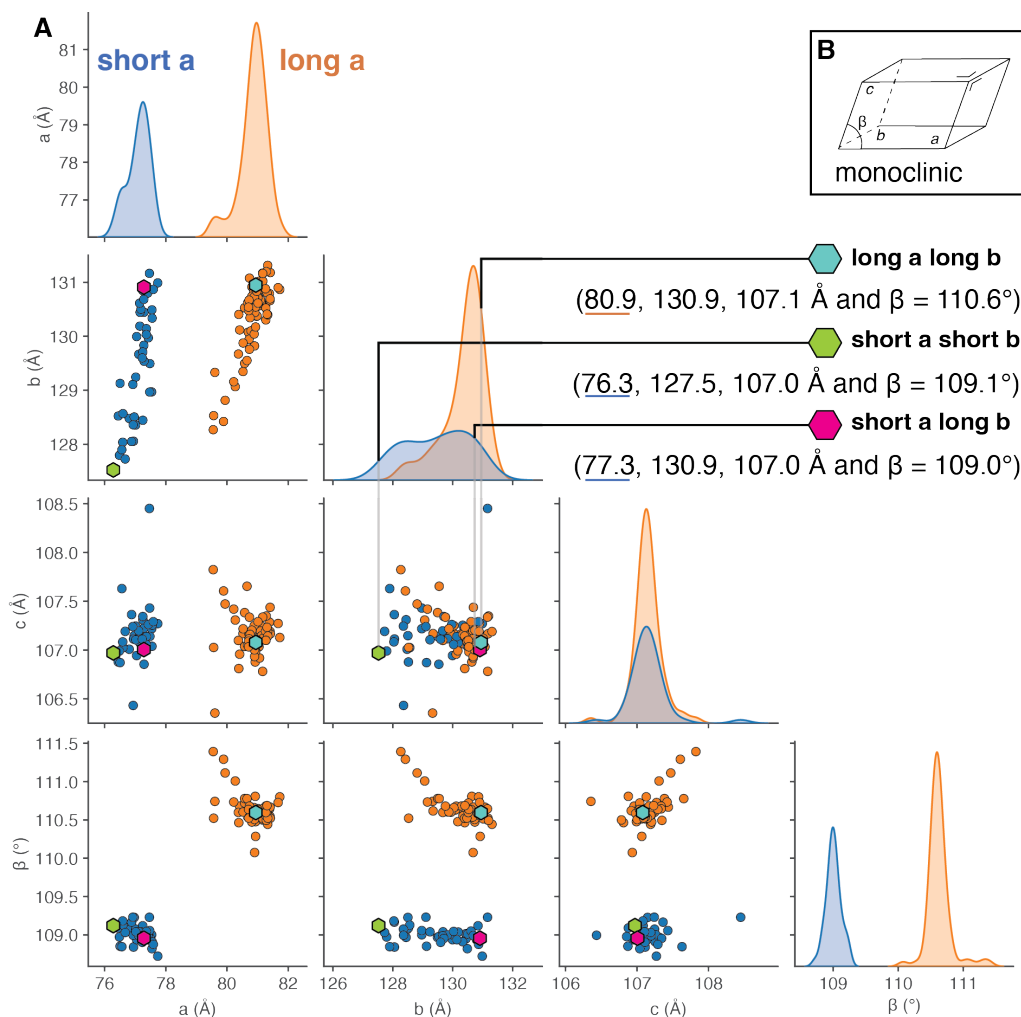 A
short a
long a
81
80
79
78
77
a (Å)
B
c
β
b
a
monoclinic
131
130
129
128
b (Å)
long a long b
(80.9, 130.9, 107.1 Å and β = 110.6°)
short a short b
(76.3, 127.5, 107.0 Å and β = 109.1°)
short a long b
(77.3, 130.9, 107.0 Å and β = 109.0°)
108.5
108.0
107.5
107.0
106.5
c (Å)
111.5
111.0
110.5
110.0
109.5
109.0
β (°)
76 78 80 82
126 128 130 132
106 107 108
109 110 111
a (Å)
b (Å)
c (Å)
β (°)